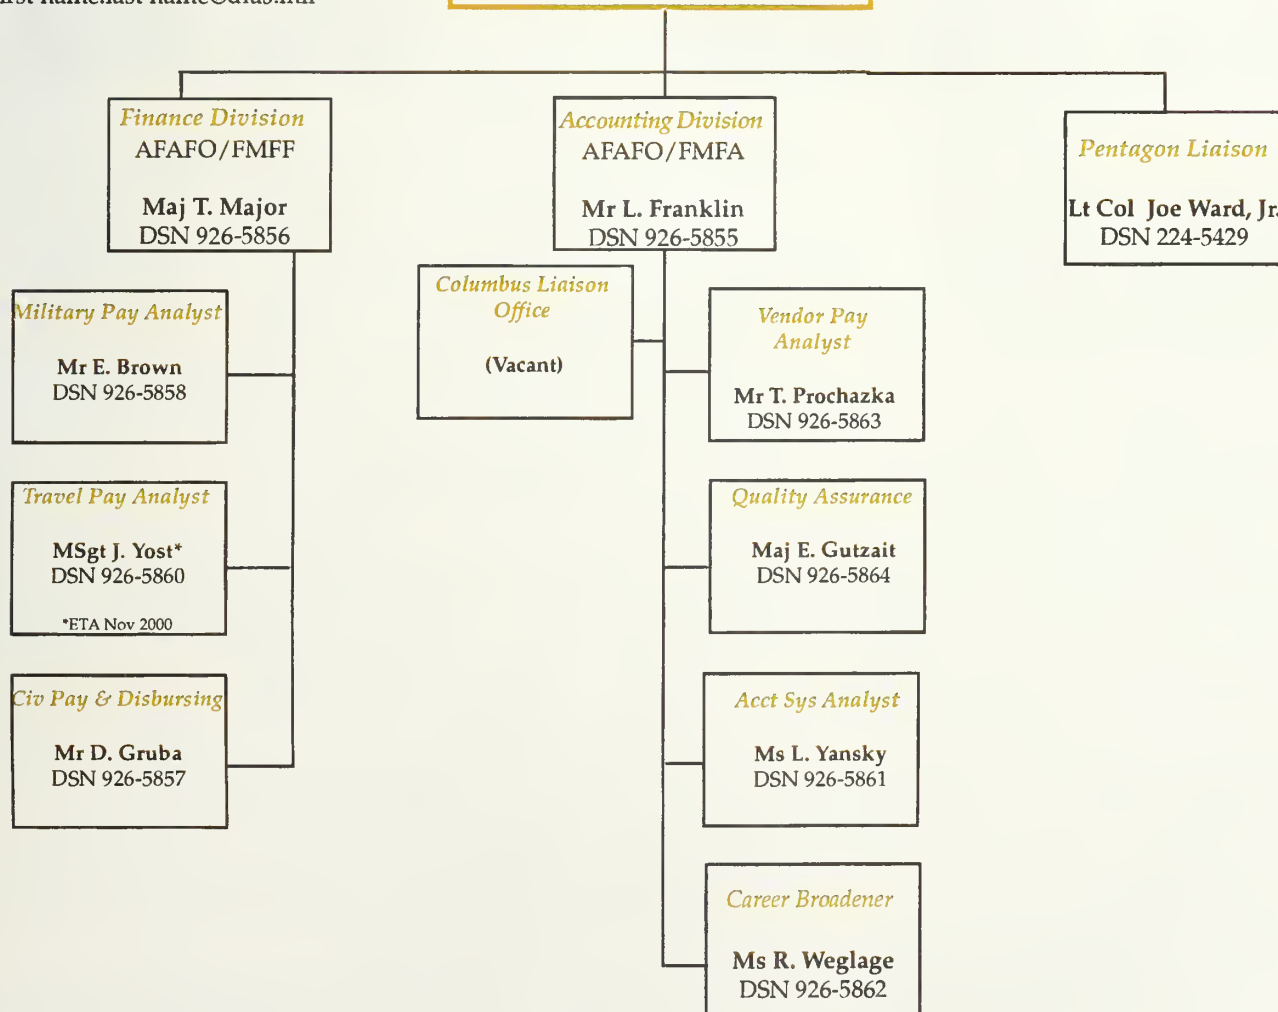 Finance Division
AFAFO/FMFF
Maj T. Major
DSN 926-5856
Accounting Division
AFAFO/FMFA
Mr L. Franklin
DSN 926-5855
Pentagon Liaison
Lt Col Joe Ward, Jr.
DSN 224-5429
Military Pay Analyst
Mr E. Brown
DSN 926-5858
Travel Pay Analyst
MSgt J. Yost*
DSN 926-5860
*ETA Nov 2000
Civ Pay & Disbursing
Mr D. Gruba
DSN 926-5857
Columbus Liaison
Office
(Vacant)
Vendor Pay
Analyst
Mr T. Prochazka
DSN 926-5863
Quality Assurance
Maj E. Gutzait
DSN 926-5864
Acct Sys Analyst
Ms L. Yansky
DSN 926-5861
Career Broadener
Ms R. Weglage
DSN 926-5862